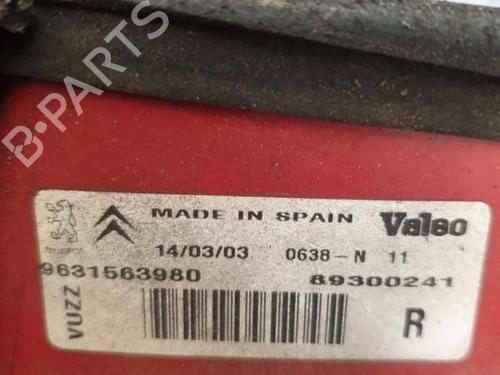 MADE IN SPAIN Valeo
14/03/03 0638-N 11
9631563980 89300241
VUZZ
R
B-PARTS